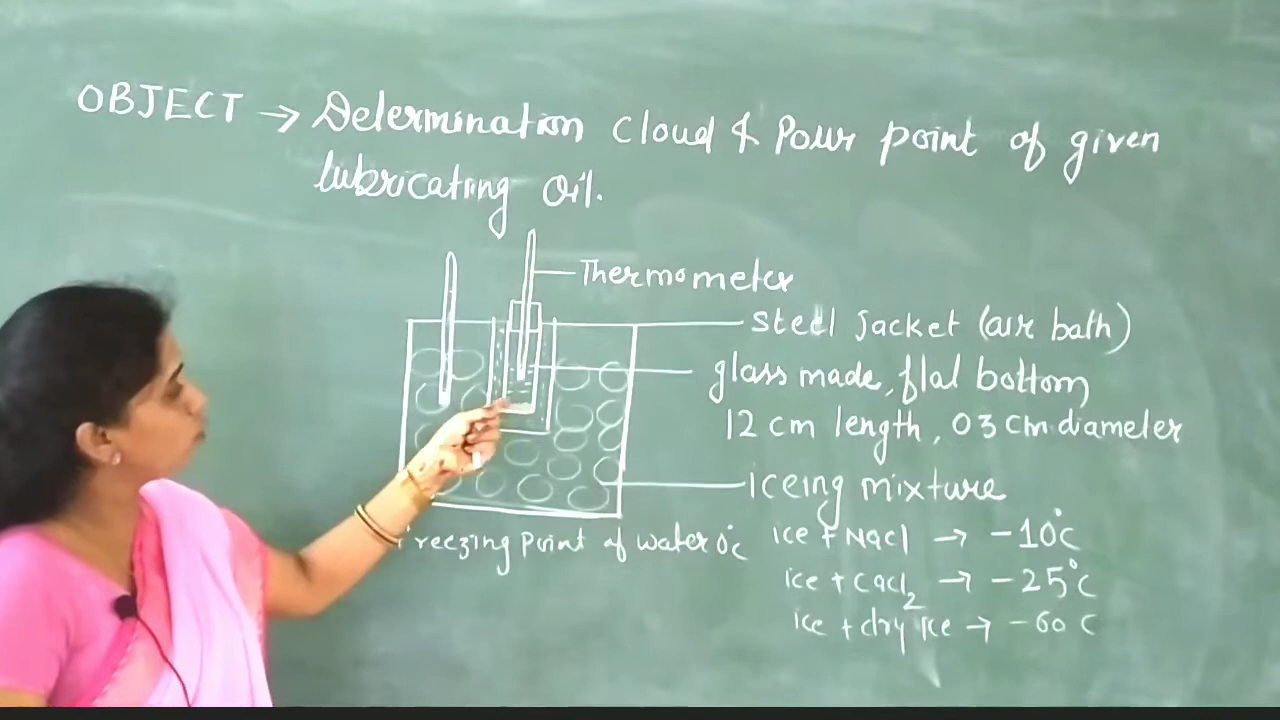 OBJECT → Determination Cloud & Pour point of given
lubricating Oil.
Thermometer
steel Jacket (air bath)
glass made, flat bottom
12 cm length, 03 cm diameter
iceing mixture
Freezing Point of water 0°C
ice + NaCl → -10°C
ice + CaCl2 → -25°C
ice + dry ice → -60 C